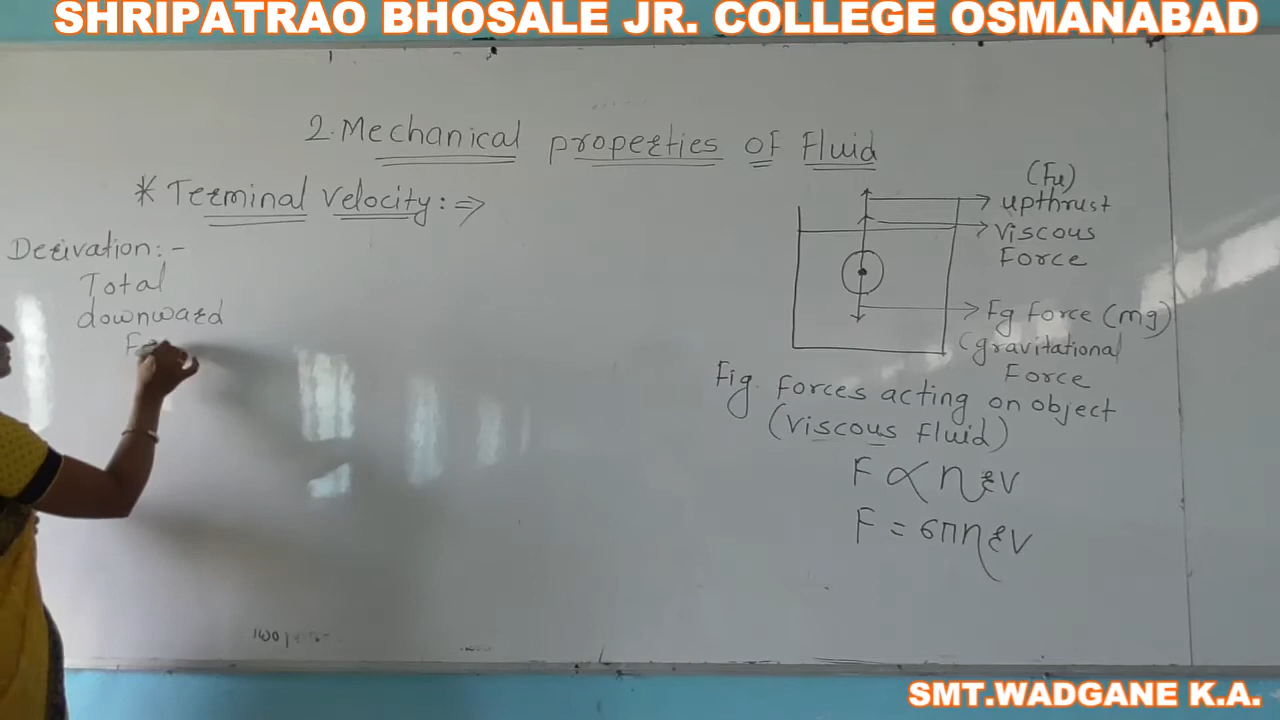 SHRIPATRAO BHOSALE JR. COLLEGE OSMANABAD
2. Mechanical properties of Fluid
* Terminal Velocity:⇒
Derivation:-
Total
downward
(Fu)
upthrust
Viscous
Force
Fg Force (mg)
(gravitational
Force
Fig. Forces acting on object
(viscous Fluid)
F ∝ ηrv
F = 6πηrv
SMT.WADGANE K.A.